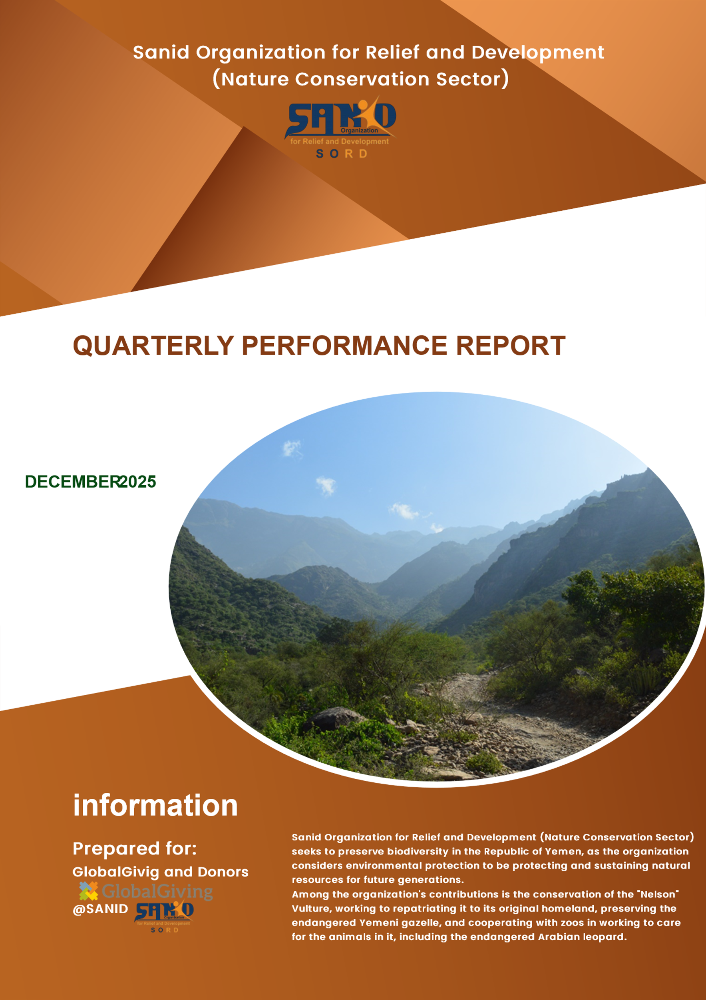 Sanid Organization for Relief and Development
(Nature Conservation Sector)
SANID
Organization
for Relief and Development
SORD
QUARTERLY PERFORMANCE REPORT
DECEMBER2025
information
Prepared for:
GlobalGivig and Donors
GlobalGiving
@SANID
SANID
Organization
for Relief and Development
SORD
Sanid Organization for Relief and Development (Nature Conservation Sector)
seeks to preserve biodiversity in the Republic of Yemen, as the organization
considers environmental protection to be protecting and sustaining natural
resources for future generations.
Among the organization's contributions is the conservation of the "Nelson"
Vulture, working to repatriating it to its original homeland, preserving the
endangered Yemeni gazelle, and cooperating with zoos in working to care
for the animals in it, including the endangered Arabian leopard.